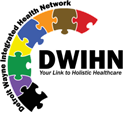 Detroit Wayne Integrated Health Network
DWIHN
Your Link to Holistic Healthcare